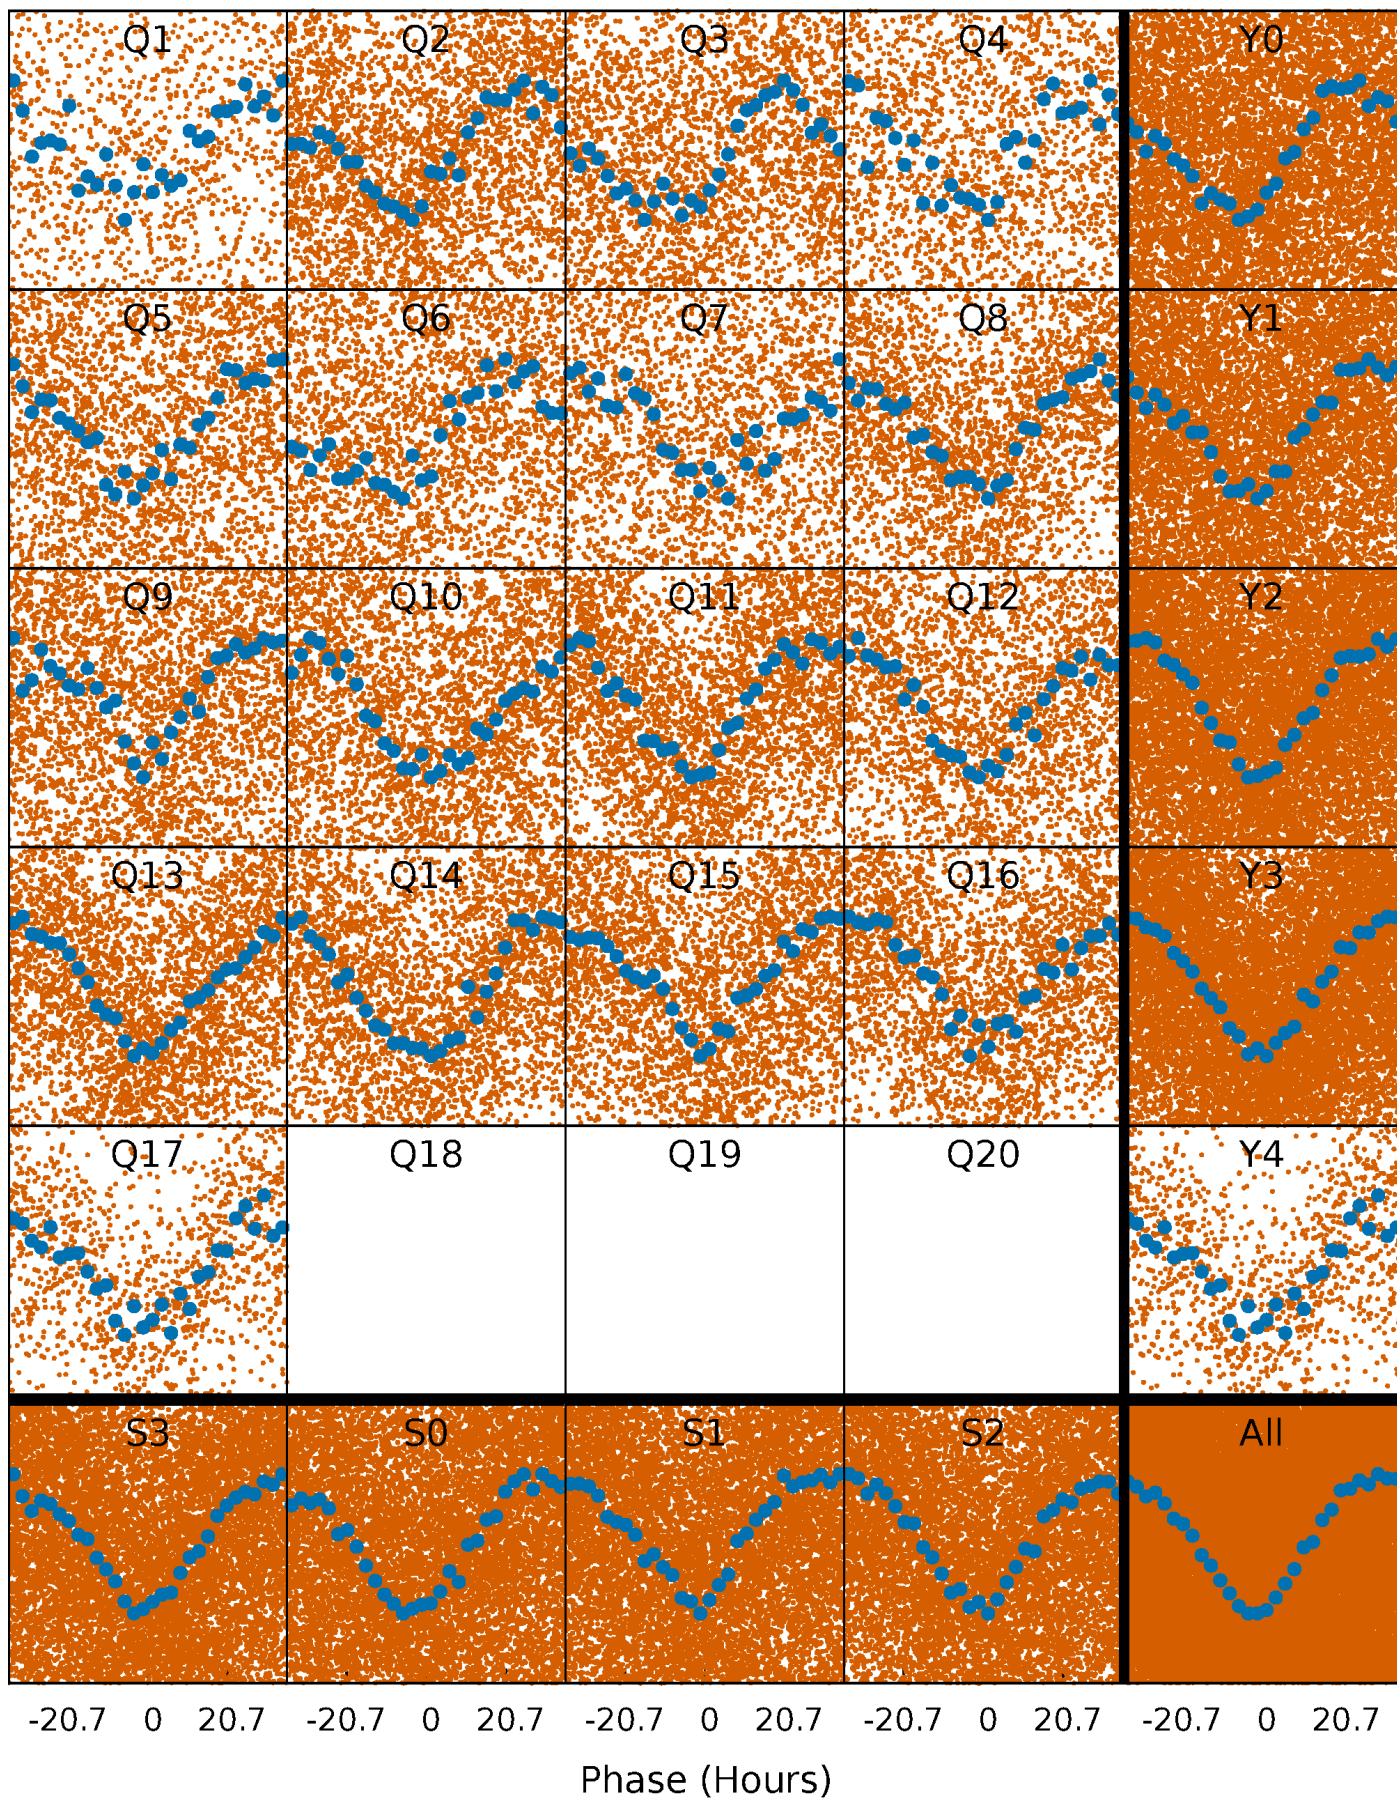 Q1 Q2 Q3 Q4 Y0
Q5 Q6 Q7 Q8 Y1
Q9 Q10 Q11 Q12 Y2
Q13 Q14 Q15 Q16 Y3
Q17 Q18 Q19 Q20 Y4
S3 S0 S1 S2 All
-20.7 0 20.7 -20.7 0 20.7 -20.7 0 20.7 -20.7 0 20.7 -20.7 0 20.7
Phase (Hours)